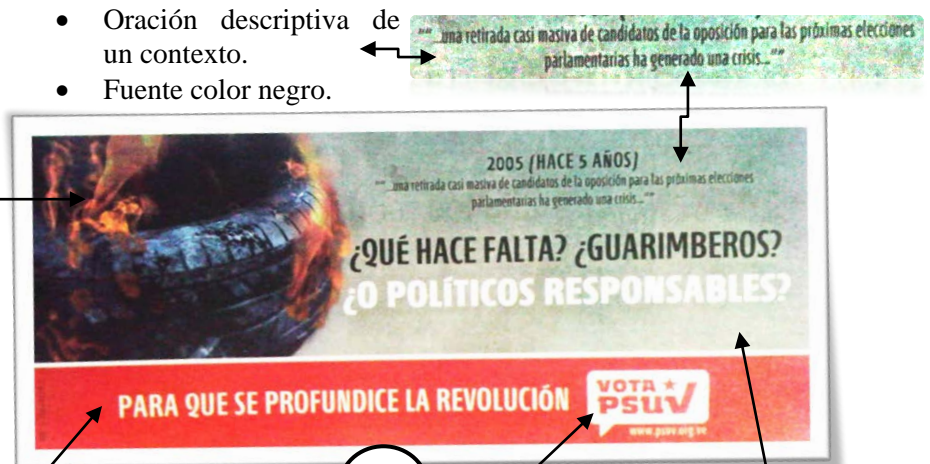 • Oración descriptiva de
un contexto.
• Fuente color negro.
““ ...una retirada casi masiva de candidatos de la oposición para las próximas elecciones
parlamentarias ha generado una crisis...””
2005 (HACE 5 AÑOS)
““ ...una retirada casi masiva de candidatos de la oposición para las próximas elecciones
parlamentarias ha generado una crisis...””
¿QUÉ HACE FALTA? ¿GUARIMBEROS?
¿O POLÍTICOS RESPONSABLES?
PARA QUE SE PROFUNDICE LA REVOLUCIÓN
VOTA
PSUV
www.psuv.org.ve